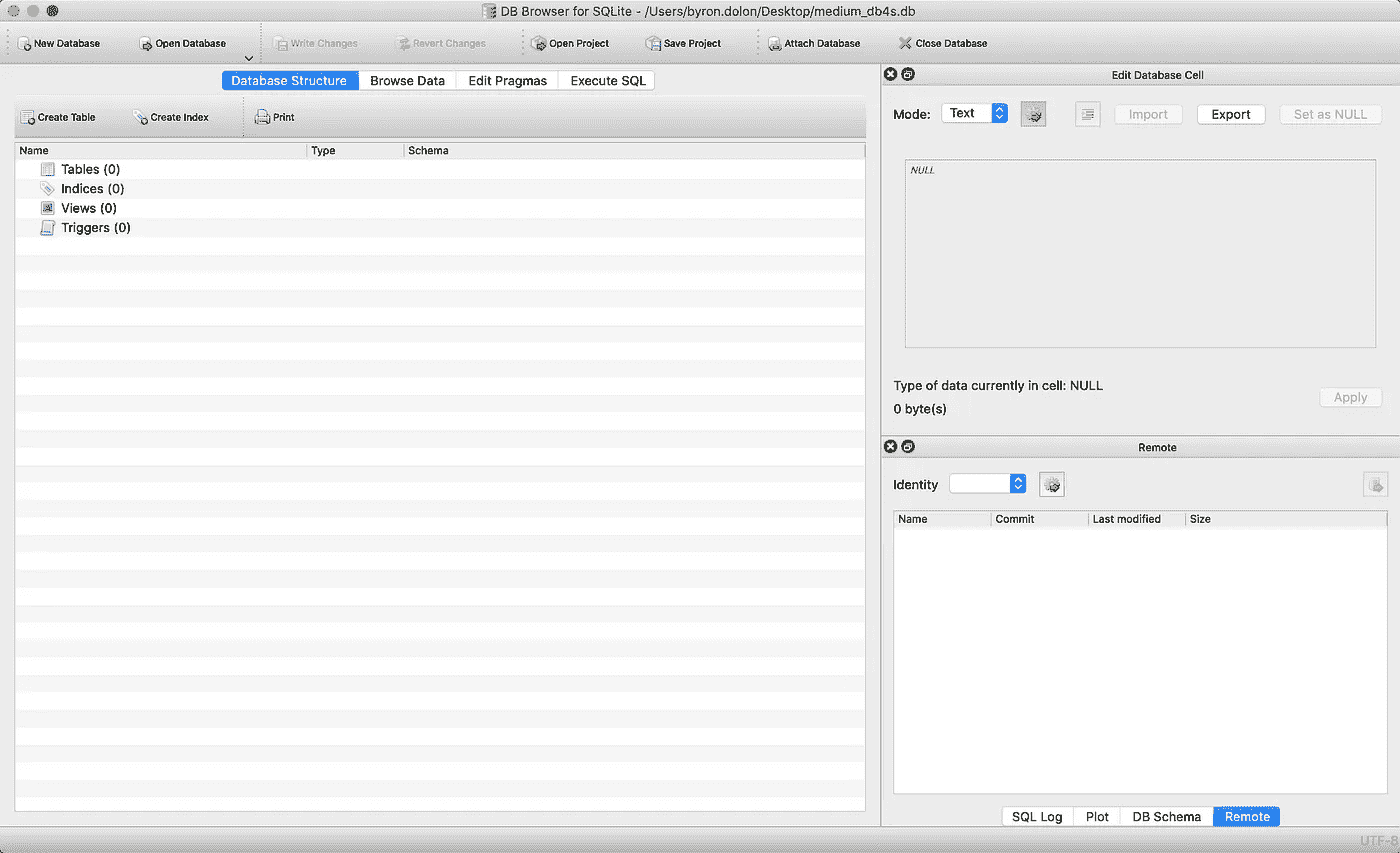 DB Browser for SQLite - /Users/byron.dolon/Desktop/medium_db4s.db
New Database Open Database Write Changes Revert Changes Open Project Save Project Attach Database Close Database
Database Structure Browse Data Edit Pragmas Execute SQL
Create Table Create Index Print
Name Type Schema
Tables (0)
Indices (0)
Views (0)
Triggers (0)
Edit Database Cell
Mode: Text Import Export Set as NULL
NULL
Type of data currently in cell: NULL
0 byte(s)
Apply
Remote
Identity
Name Commit Last modified Size
SQL Log Plot DB Schema Remote
UTF-8